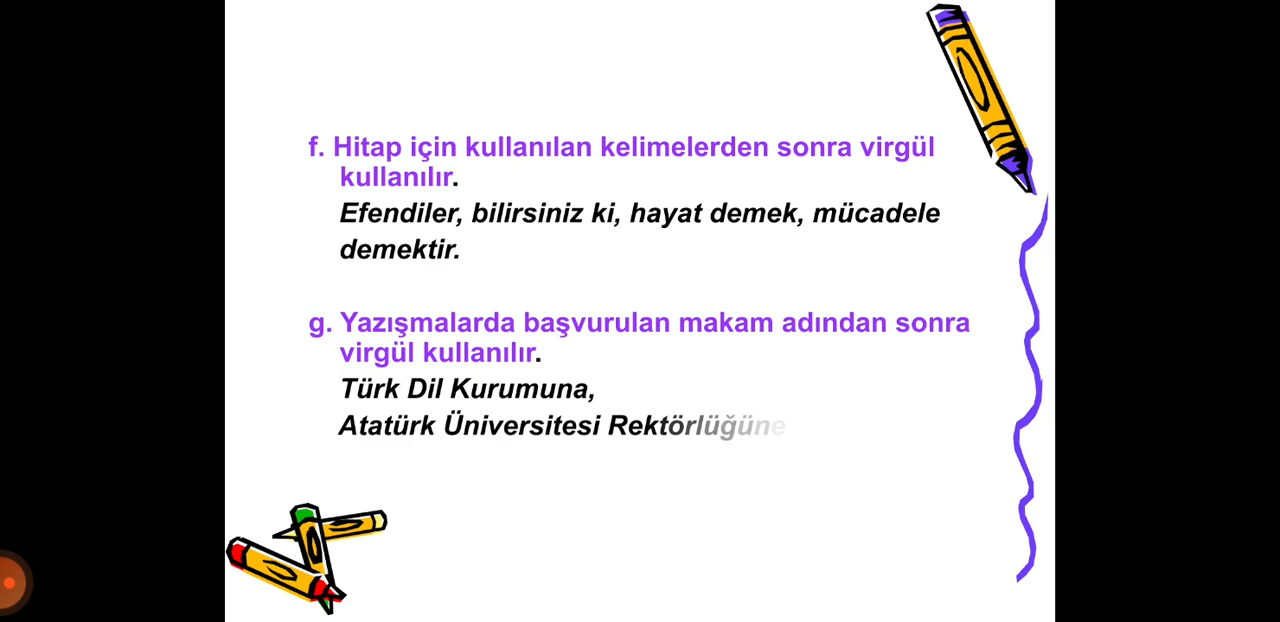 f. Hitap için kullanılan kelimelerden sonra virgül
kullanılır.
Efendiler, bilirsiniz ki, hayat demek, mücadele
demektir.
g. Yazışmalarda başvurulan makam adından sonra
virgül kullanılır.
Türk Dil Kurumuna,
Atatürk Üniversitesi Rektörlüğüne